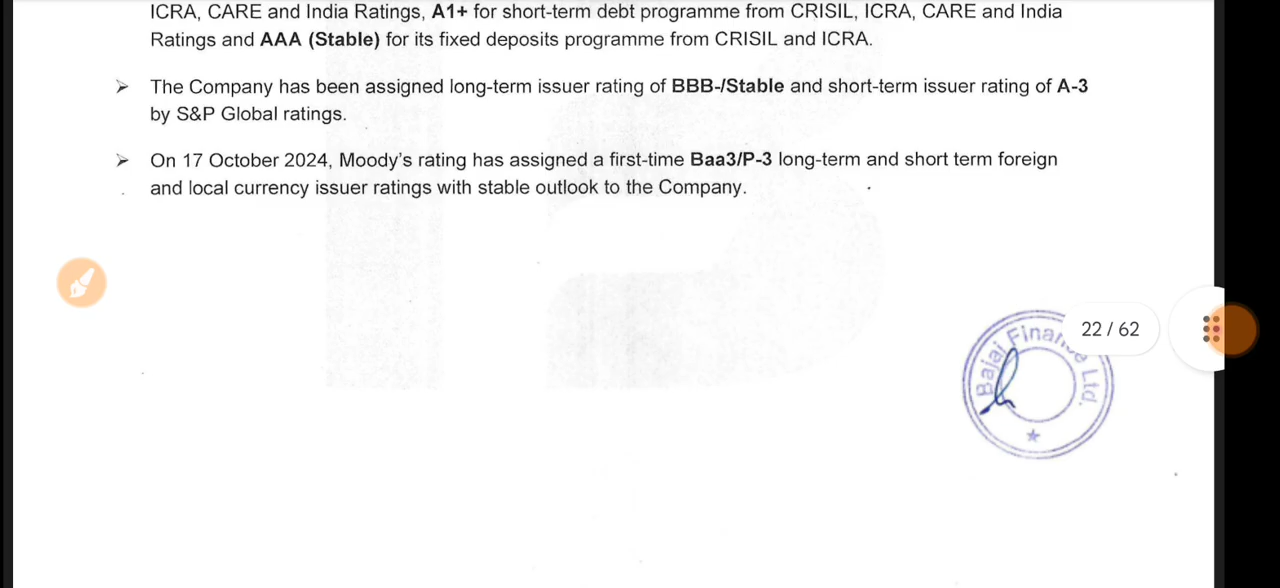 ICRA, CARE and India Ratings, A1+ for short-term debt programme from CRISIL, ICRA, CARE and India
Ratings and AAA (Stable) for its fixed deposits programme from CRISIL and ICRA.
➢ The Company has been assigned long-term issuer rating of BBB-/Stable and short-term issuer rating of A-3
by S&P Global ratings.
➢ On 17 October 2024, Moody's rating has assigned a first-time Baa3/P-3 long-term and short term foreign
and local currency issuer ratings with stable outlook to the Company.
22 / 62
Bajaj Finance Ltd.